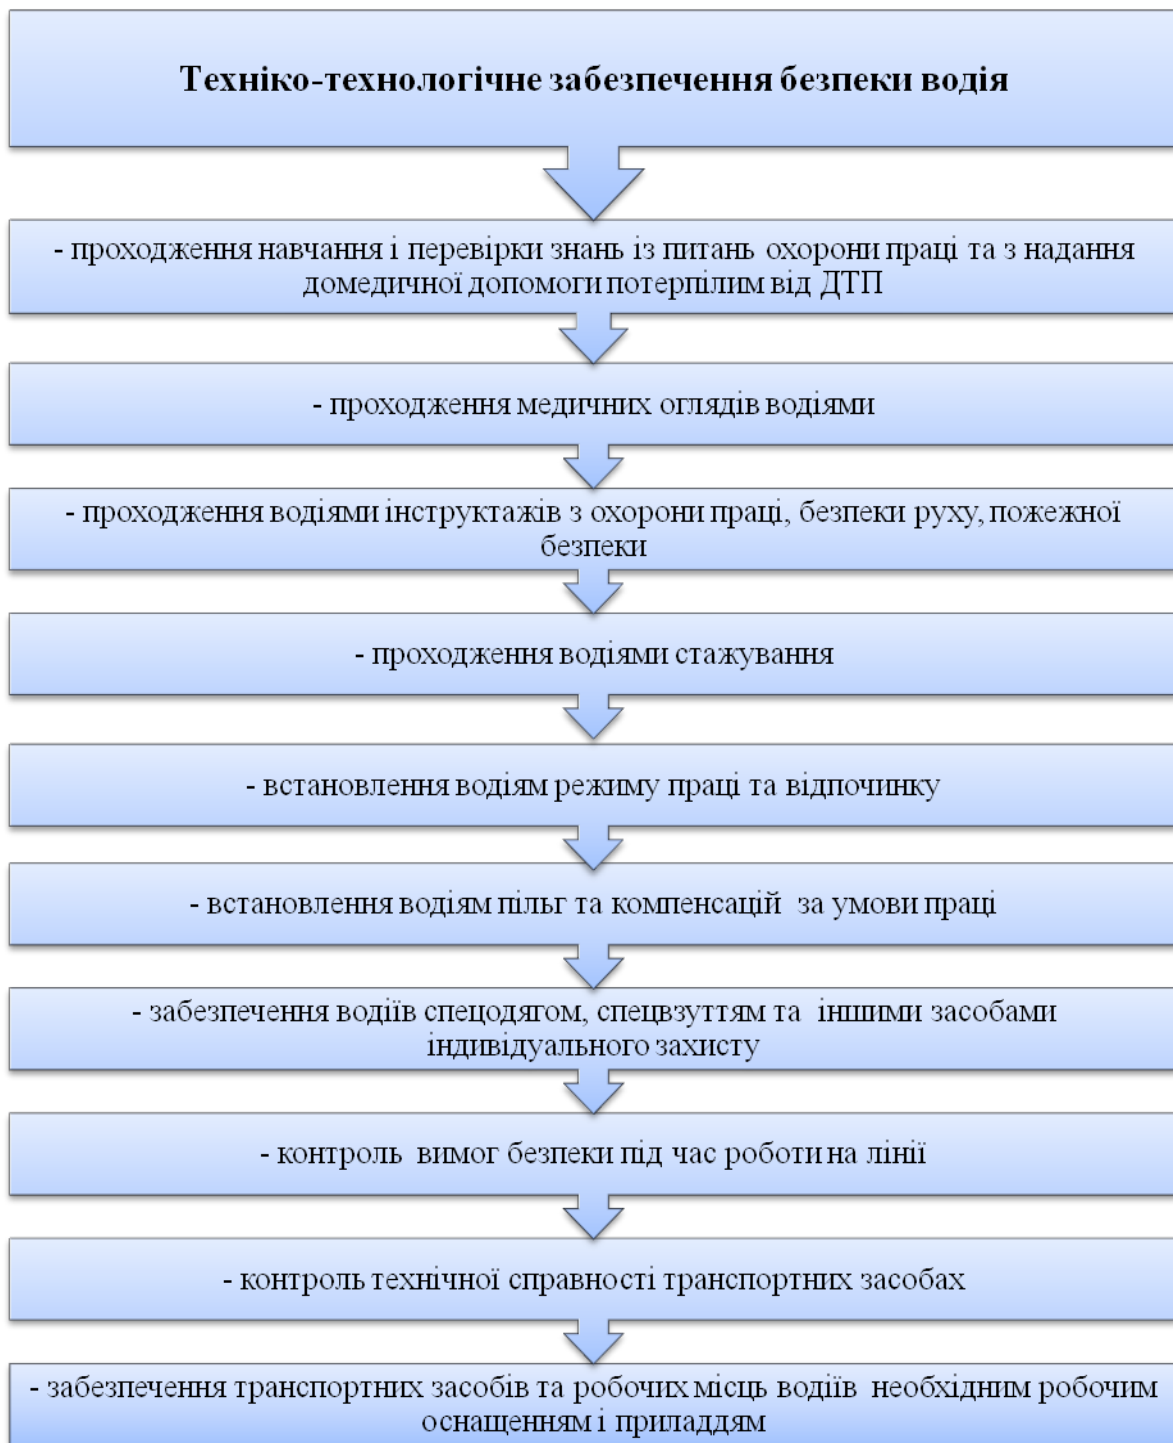 Техніко-технологічне забезпечення безпеки водія
- проходження навчання і перевірки знань із питань охорони праці та з надання
домедичної допомоги потерпілим від ДТП
- проходження медичних оглядів водіями
- проходження водіями інструктажів з охорони праці, безпеки руху, пожежної
безпеки
- проходження водіями стажування
- встановлення водіям режиму праці та відпочинку
- встановлення водіям пільг та компенсацій за умови праці
- забезпечення водіїв спецодягом, спецвзуттям та іншими засобами
індивідуального захисту
- контроль вимог безпеки під час роботи на лінії
- контроль технічної справності транспортних засобах
- забезпечення транспортних засобів та робочих місць водіїв необхідним робочим
оснащенням і приладдям